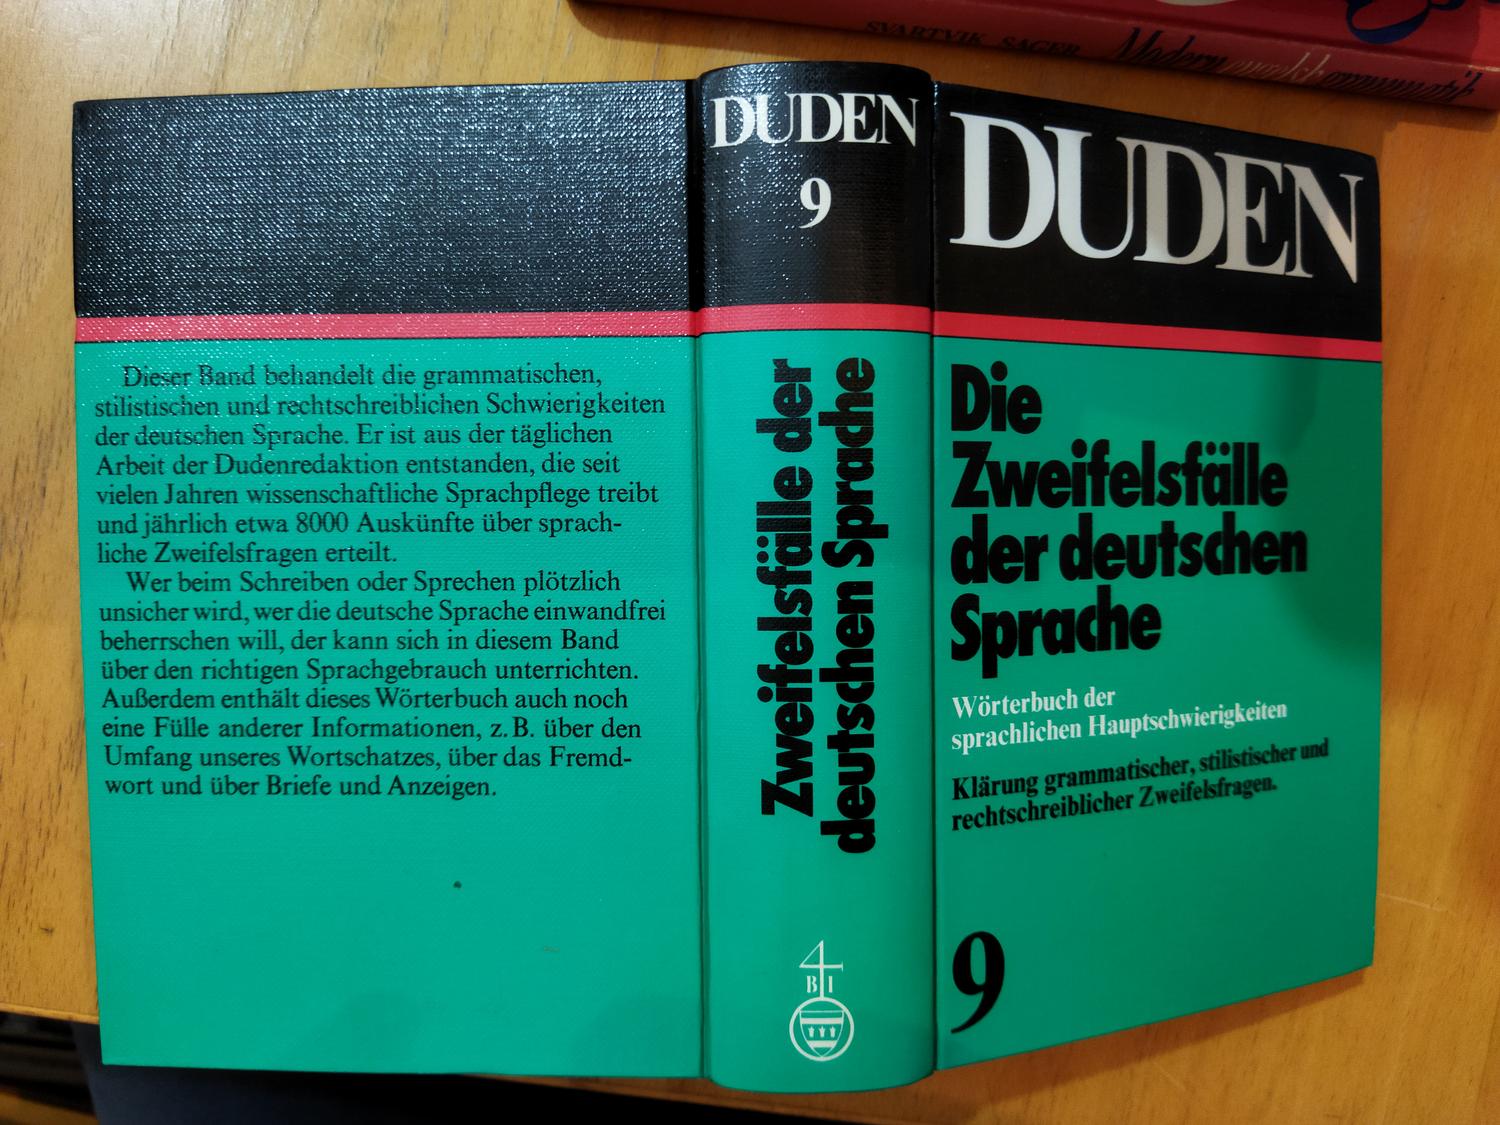 SVARTVIK SAGER Modern
Dieser Band behandelt die grammatischen,
stilistischen und rechtschreiblichen Schwierigkeiten
der deutschen Sprache. Er ist aus der täglichen
Arbeit der Dudenredaktion entstanden, die seit
vielen Jahren wissenschaftliche Sprachpflege treibt
und jährlich etwa 8000 Auskünfte über sprach-
liche Zweifelsfragen erteilt.
Wer beim Schreiben oder Sprechen plötzlich
unsicher wird, wer die deutsche Sprache einwandfrei
beherrschen will, der kann sich in diesem Band
über den richtigen Sprachgebrauch unterrichten.
Außerdem enthält dieses Wörterbuch auch noch
eine Fülle anderer Informationen, z. B. über den
Umfang unseres Wortschatzes, über das Fremd-
wort und über Briefe und Anzeigen.
DUDEN
9
Zweifelsfälle der
deutschen Sprache
B I
DUDEN
Die
Zweifelsfälle
der deutschen
Sprache
Wörterbuch der
sprachlichen Hauptschwierigkeiten
Klärung grammatischer, stilistischer und
rechtschreiblicher Zweifelsfragen.
9